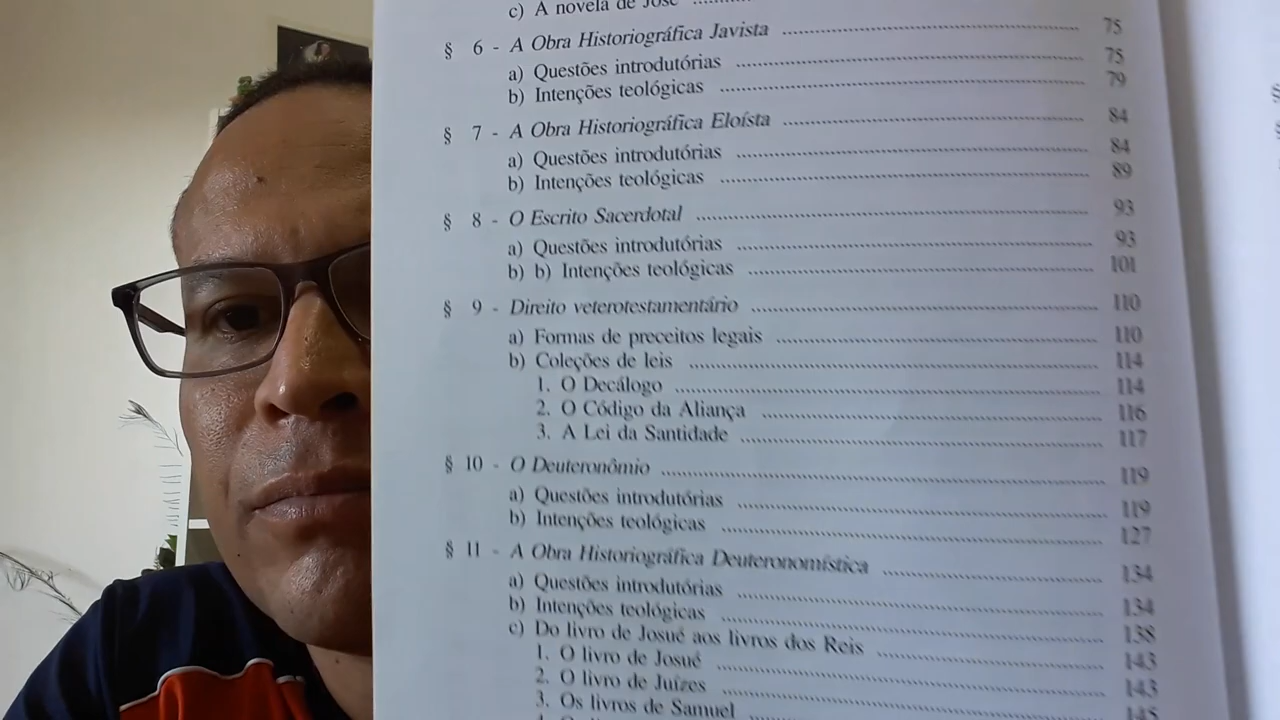 c) A novela de José ........
§ 6 - A Obra Historiográfica Javista ........ 75
a) Questões introdutórias ........ 75
b) Intenções teológicas ........ 79
§ 7 - A Obra Historiográfica Eloísta ........ 84
a) Questões introdutórias ........ 84
b) Intenções teológicas ........ 89
§ 8 - O Escrito Sacerdotal ........ 93
a) Questões introdutórias ........ 93
b) b) Intenções teológicas ........ 101
§ 9 - Direito veterotestamentário ........ 110
a) Formas de preceitos legais ........ 110
b) Coleções de leis ........ 114
1. O Decálogo ........ 114
2. O Código da Aliança ........ 116
3. A Lei da Santidade ........ 117
§ 10 - O Deuteronômio ........ 119
a) Questões introdutórias ........ 119
b) Intenções teológicas ........ 127
§ 11 - A Obra Historiográfica Deuteronomística ........ 134
a) Questões introdutórias ........ 134
b) Intenções teológicas ........ 138
c) Do livro de Josué aos livros dos Reis ........ 143
1. O livro de Josué ........ 143
2. O livro de Juízes ........ 145
3. Os livros de Samuel ........